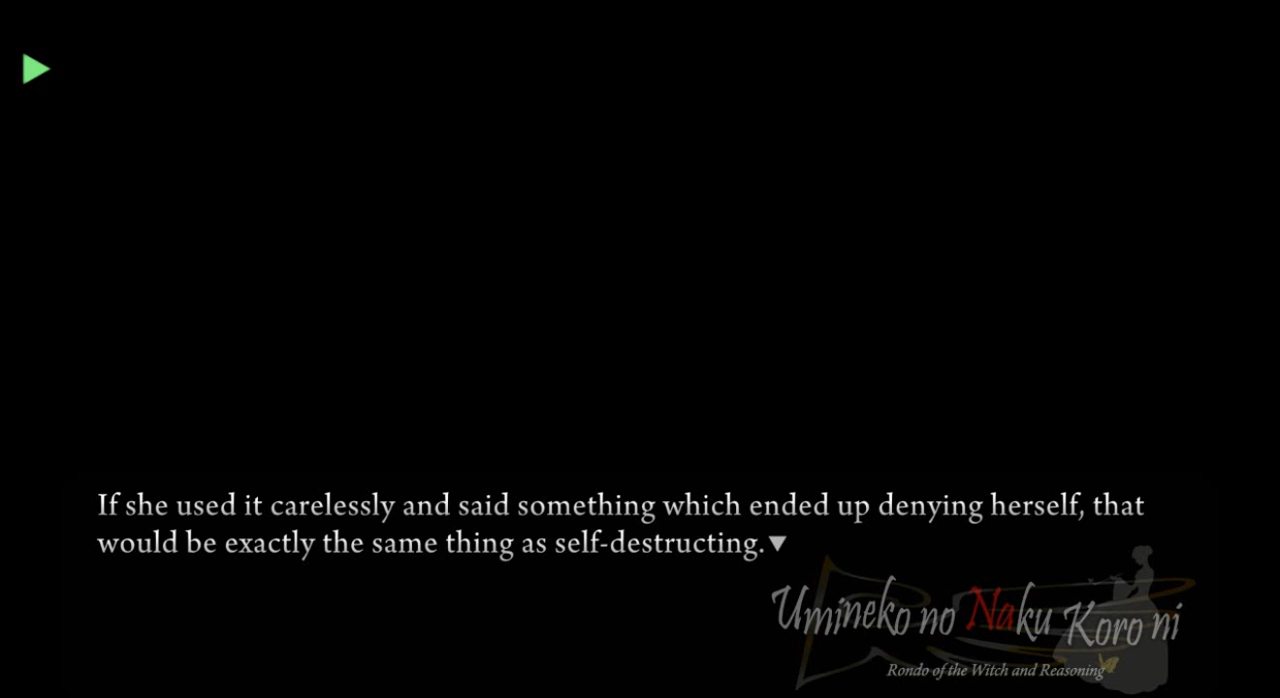 If she used it carelessly and said something which ended up denying herself, that
would be exactly the same thing as self-destructing.
Umineko no Naku Koro ni
Rondo of the Witch and Reasoning